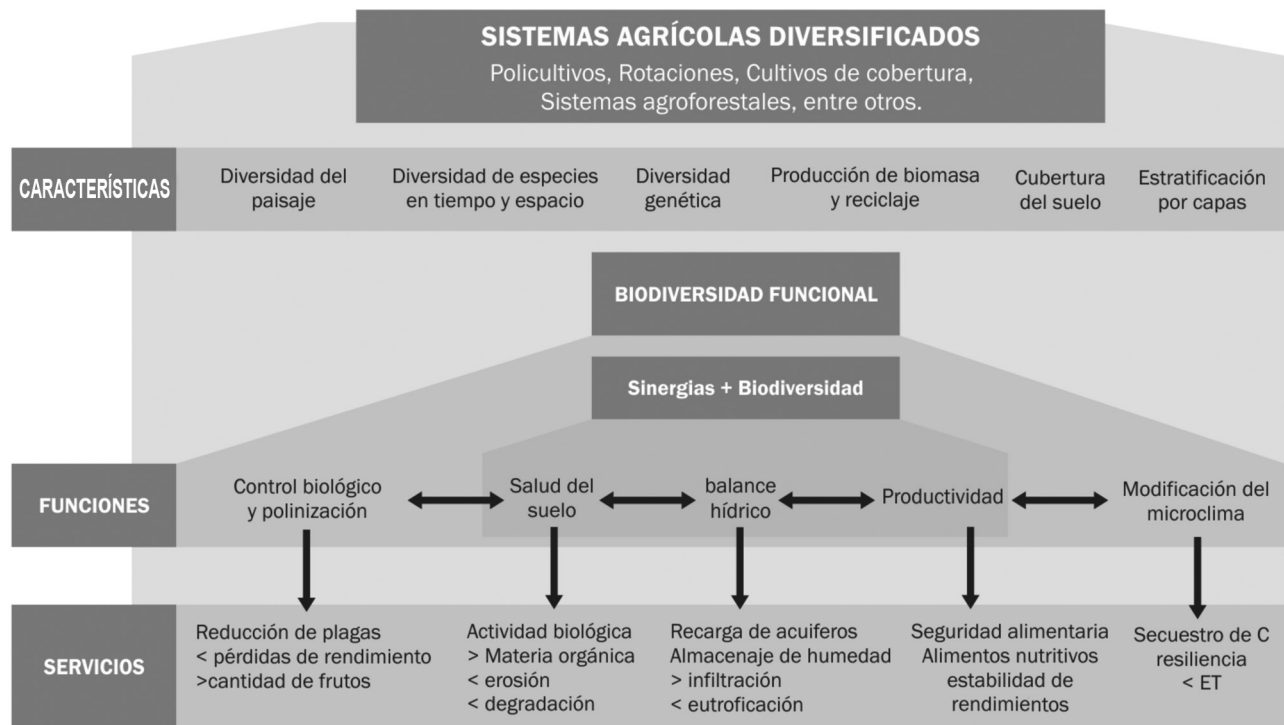 SISTEMAS AGRÍCOLAS DIVERSIFICADOS
Policultivos, Rotaciones, Cultivos de cobertura,
Sistemas agroforestales, entre otros.
CARACTERÍSTICAS
Diversidad del
paisaje
Diversidad de especies
en tiempo y espacio
Diversidad
genética
Producción de biomasa
y reciclaje
Cubertura
del suelo
Estratificación
por capas
BIODIVERSIDAD FUNCIONAL
Sinergias + Biodiversidad
FUNCIONES
Control biológico
y polinización
Salud del
suelo
balance
hídrico
Productividad
Modificación del
microclima
SERVICIOS
Reducción de plagas
< pérdidas de rendimiento
>cantidad de frutos
Actividad biológica
> Materia orgánica
< erosión
< degradación
Recarga de acuiferos
Almacenaje de humedad
> infiltración
< eutroficación
Seguridad alimentaria
Alimentos nutritivos
estabilidad de
rendimientos
Secuestro de C
resiliencia
< ET